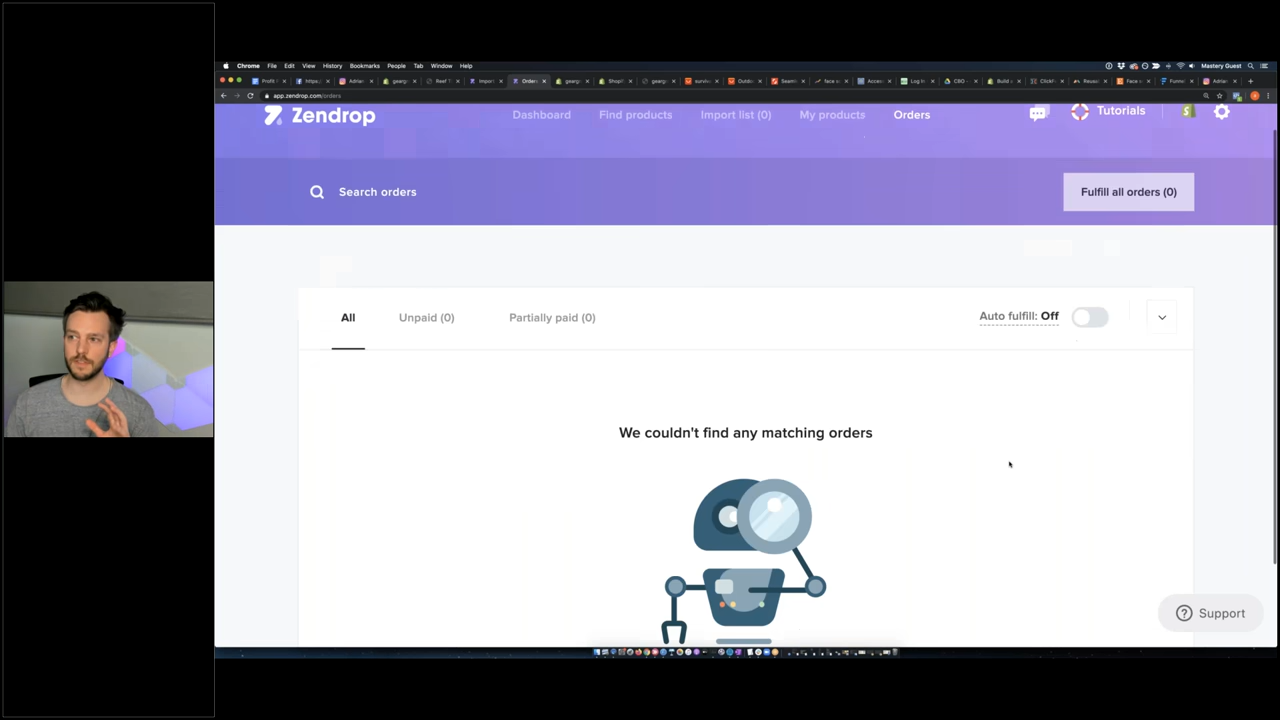 Chrome File Edit View History Bookmarks People Tab Window Help
Mastery Guest
app.zendrop.com/orders
Zendrop
Dashboard
Find products
Import list (0)
My products
Orders
Tutorials
Search orders
Fulfill all orders (0)
All
Unpaid (0)
Partially paid (0)
Auto fulfill: Off
We couldn't find any matching orders
Support